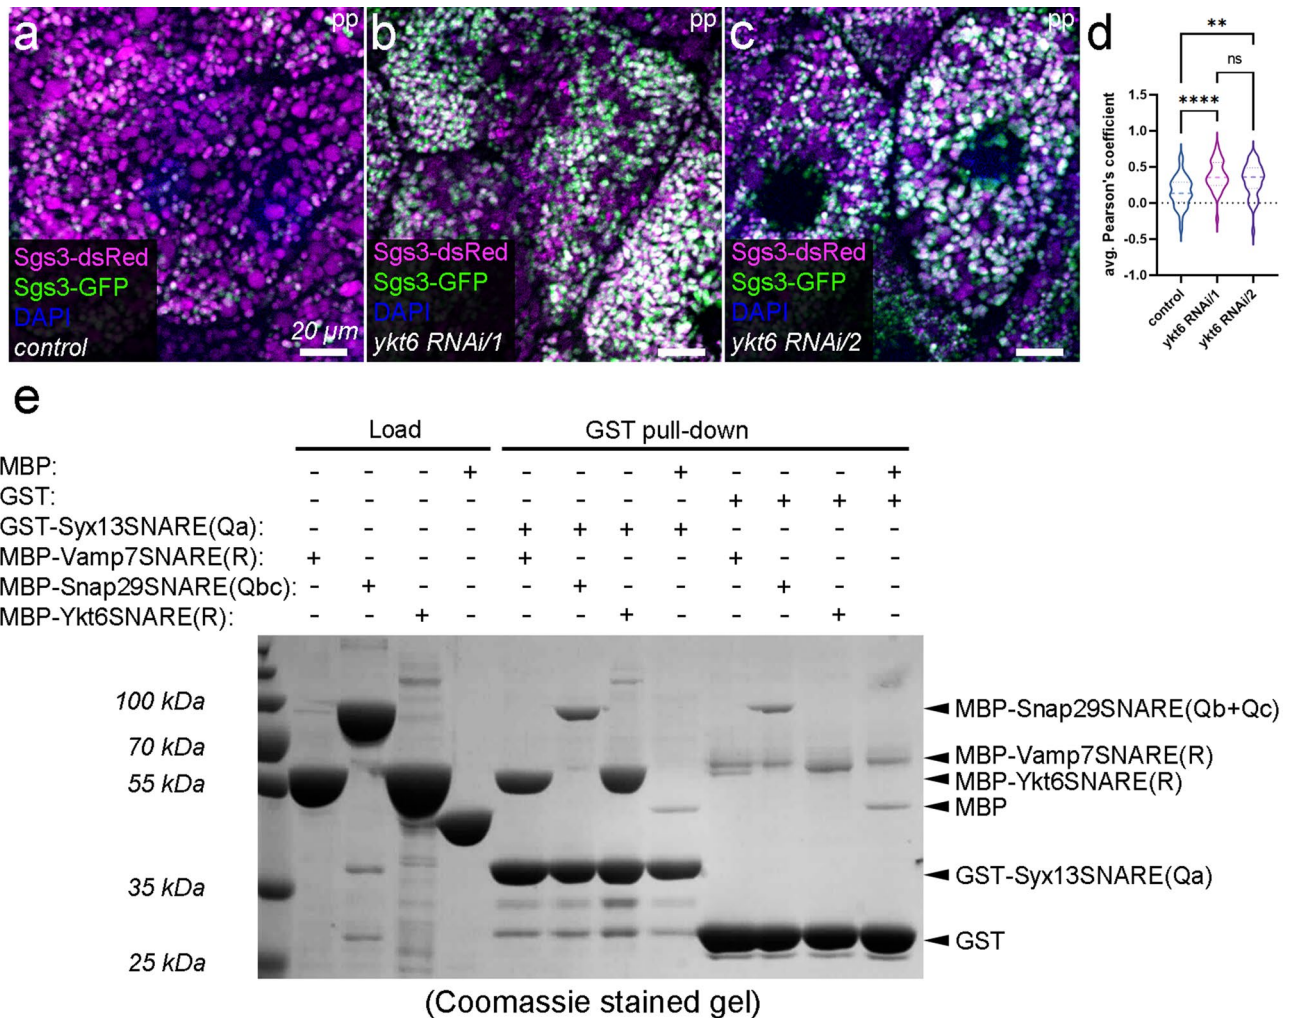 a
pp
Sgs3-dsRed
Sgs3-GFP
DAPI
control
20 µm
b
pp
Sgs3-dsRed
Sgs3-GFP
DAPI
ykt6 RNAi/1
c
pp
Sgs3-dsRed
Sgs3-GFP
DAPI
ykt6 RNAi/2
d
**
ns
****
avg. Pearson's coefficient
1.5
1.0
0.5
0.0
-0.5
-1.0
control
ykt6 RNAi/1
ykt6 RNAi/2
e
Load GST pull-down
MBP: - - - + - - - + - - - +
GST: - - - - - - - - + + + +
GST-Syx13SNARE(Qa): - - - - + + + + - - - -
MBP-Vamp7SNARE(R): + - - - + - - - + - - -
MBP-Snap29SNARE(Qbc): - + - - - + - - - + - -
MBP-Ykt6SNARE(R): - - + - - - + - - - + -
100 kDa
70 kDa
55 kDa
35 kDa
25 kDa
MBP-Snap29SNARE(Qb+Qc)
MBP-Vamp7SNARE(R)
MBP-Ykt6SNARE(R)
MBP
GST-Syx13SNARE(Qa)
GST
(Coomassie stained gel)